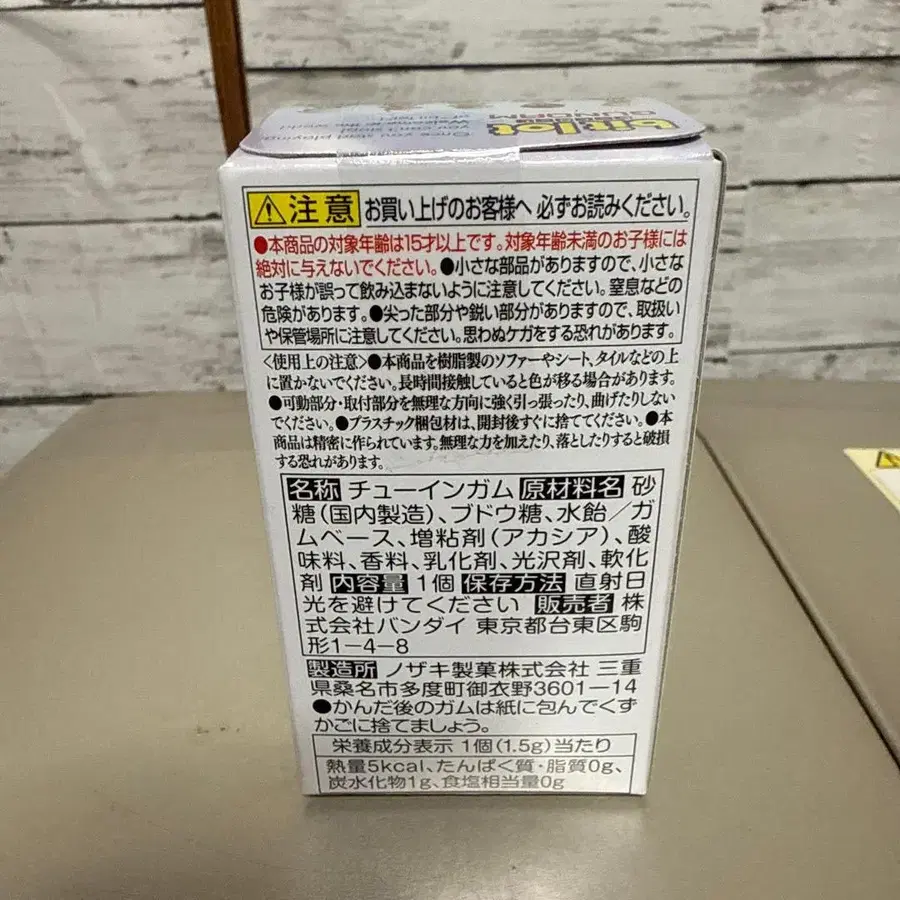 bit lot
GUNDAM
Once you start playing,
you can't stop!
⚠注意 お買い上げのお客様へ 必ずお読みください。
●本商品の対象年齢は15才以上です。対象年齢未満のお子様には
絶対に与えないでください。●小さな部品がありますので、小さな
お子様が誤って飲み込まないように注意してください。窒息などの
危険があります。●尖った部分や鋭い部分がありますので、取扱い
や保管場所に注意してください。思わぬケガをする恐れがあります。
〈使用上の注意〉●本商品を樹脂製のソファーやシート、タイルなどの上
に置かないでください。長時間接触していると色が移る場合があります。
●可動部分・取付部分を無理な方向に強く引っ張ったり、曲げたりしない
でください。●プラスチック梱包材は、開封後すぐに捨ててください。●本
商品は精密に作られています。無理な力を加えたり、落としたりすると破損
する恐れがあります。
名称 チューインガム 原材料名 砂
糖(国内製造)、ブドウ糖、水飴/ガ
ムベース、増粘剤(アカシア)、酸
味料、香料、乳化剤、光沢剤、軟化
剤 内容量 1個 保存方法 直射日
光を避けてください 販売者 株
式会社バンダイ 東京都台東区駒
形1-4-8
製造所 ノザキ製菓株式会社 三重
県桑名市多度町御衣野3601-14
●かんだ後のガムは紙に包んでくず
かごに捨てましょう。
栄養成分表示 1個(1.5g)当たり
熱量5kcal、たんぱく質・脂質0g、
炭水化物1g、食塩相当量0g